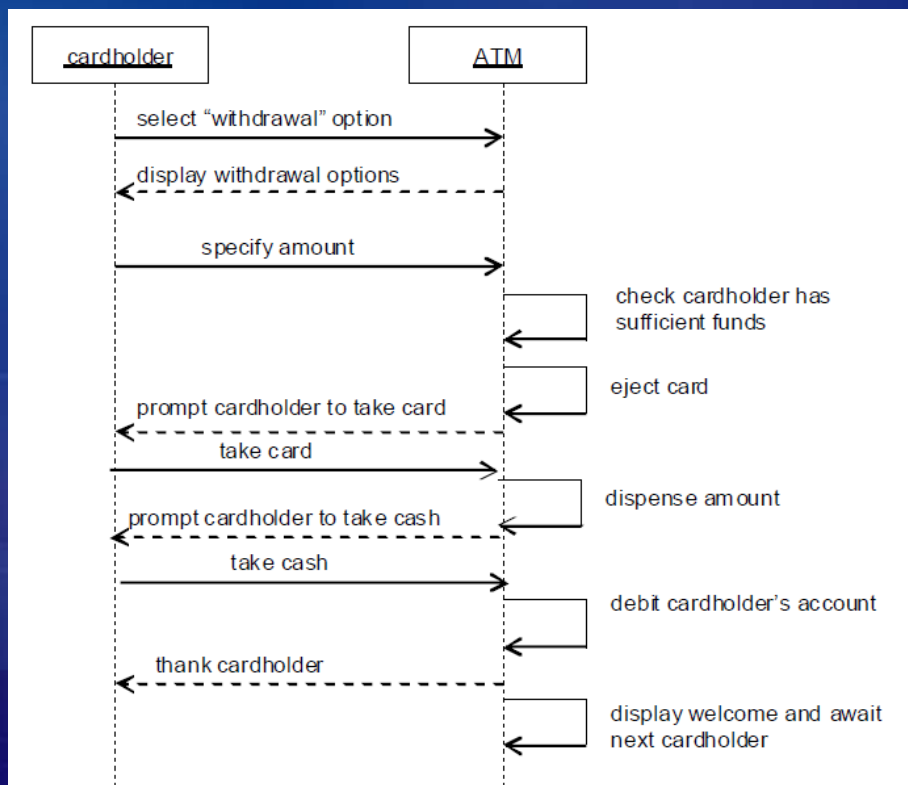 cardholder
ATM
select “withdrawal” option
display withdrawal options
specify amount
check cardholder has
sufficient funds
eject card
prompt cardholder to take card
take card
dispense amount
prompt cardholder to take cash
take cash
debit cardholder’s account
thank cardholder
display welcome and await
next cardholder